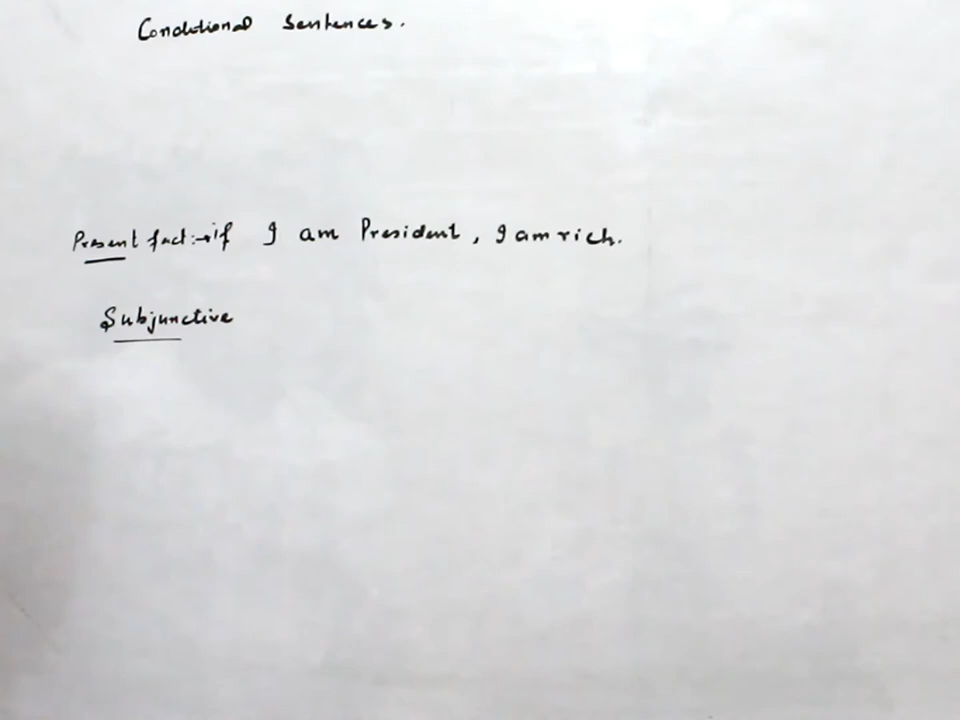 Conditional Sentences.
Present fact:→if I am President, I am rich.
Subjunctive